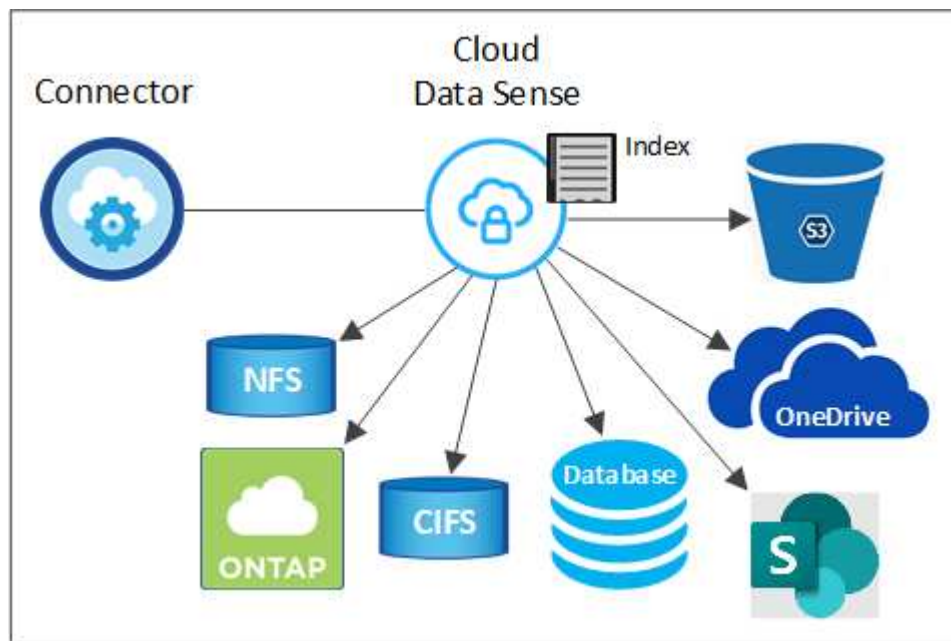 Connector
Cloud
Data Sense
Index
S3
NFS
OneDrive
ONTAP
CIFS
Database
S